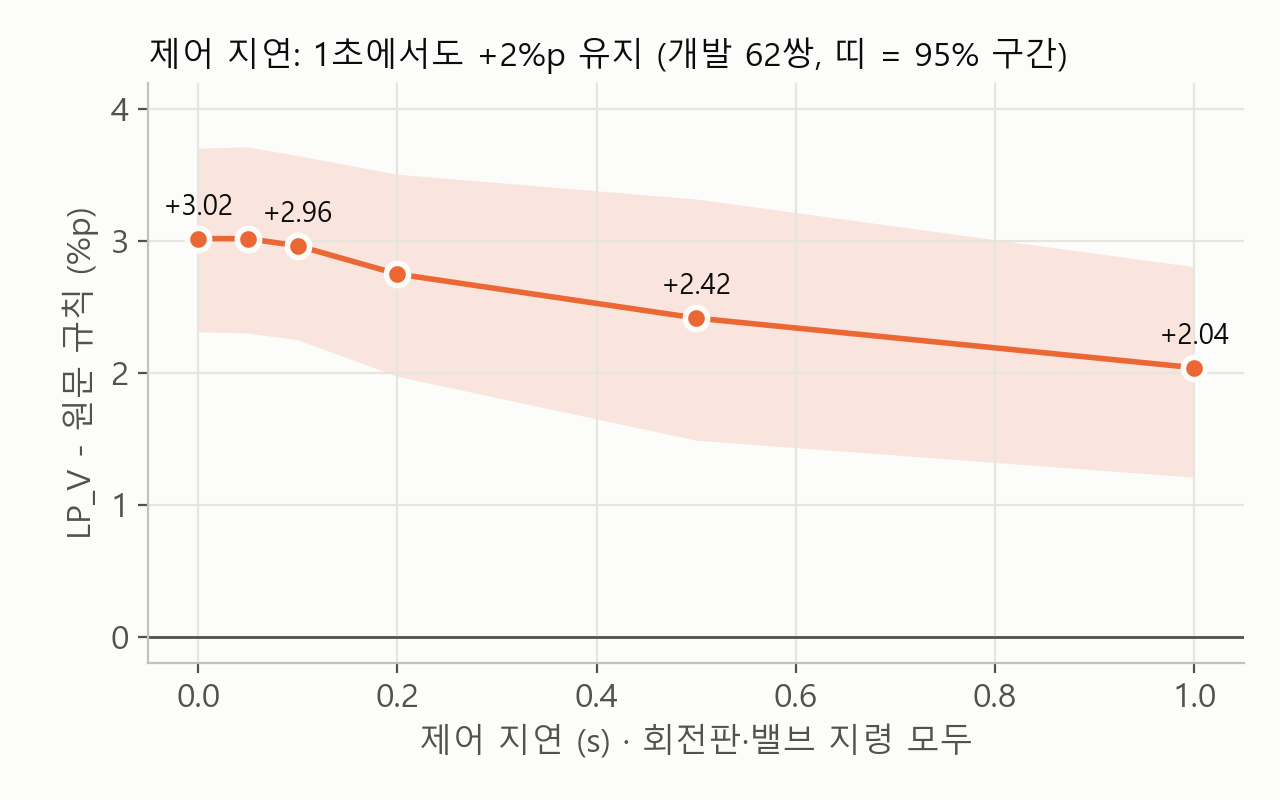 제어 지연: 1초에서도 +2%p 유지 (개발 62쌍, 띠 = 95% 구간)
LP_V - 원문 규칙 (%p)
4
3
2
1
0
+3.02
+2.96
+2.42
+2.04
0.0 0.2 0.4 0.6 0.8 1.0
제어 지연 (s) · 회전판·밸브 지령 모두